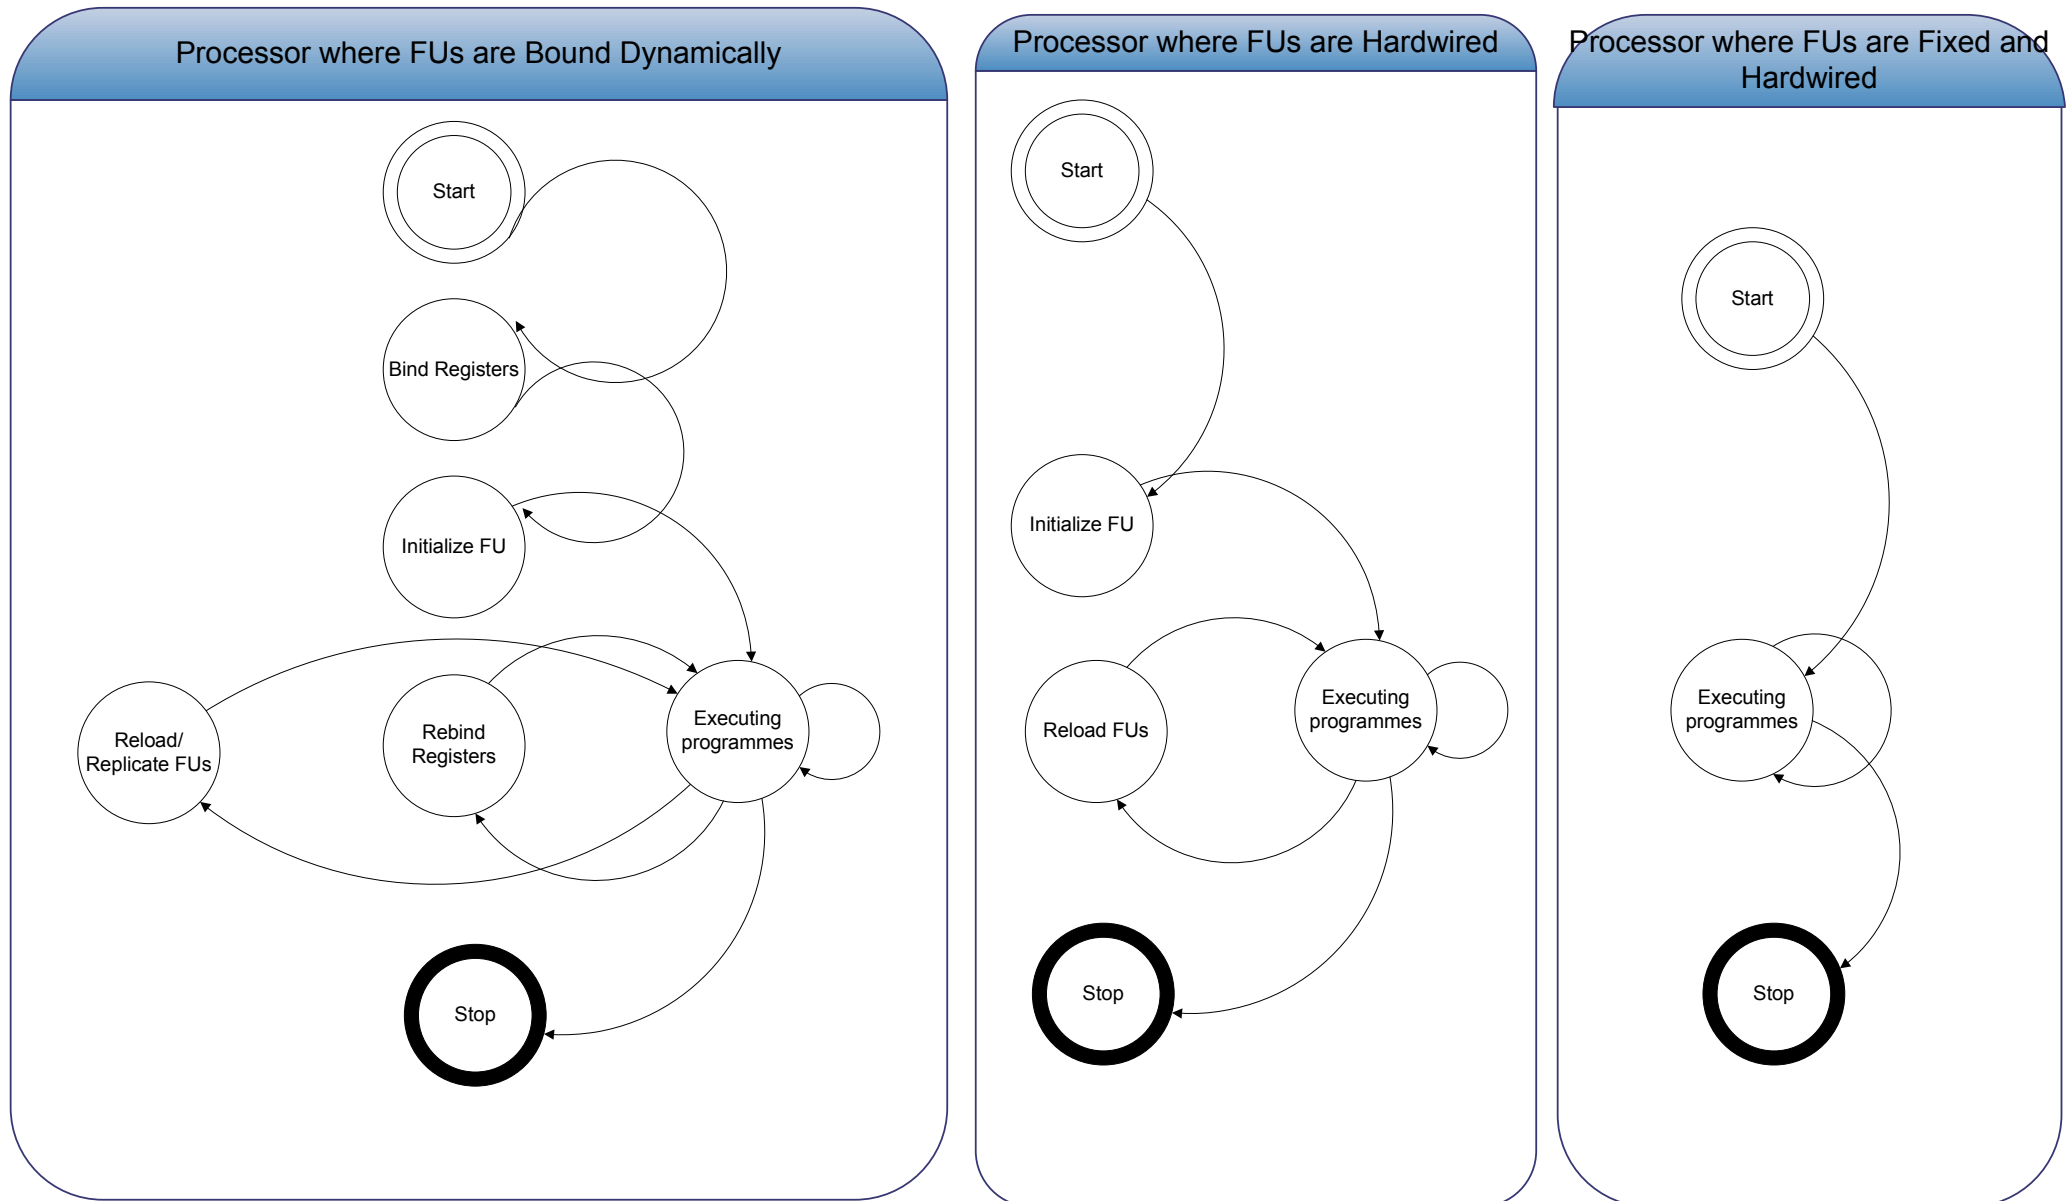 Processor where FUs are Bound Dynamically
Start
Bind Registers
Initialize FU
Reload/
Replicate FUs
Rebind
Registers
Executing
programmes
Stop
Processor where FUs are Hardwired
Start
Initialize FU
Reload FUs
Executing
programmes
Stop
Processor where FUs are Fixed and
Hardwired
Start
Executing
programmes
Stop